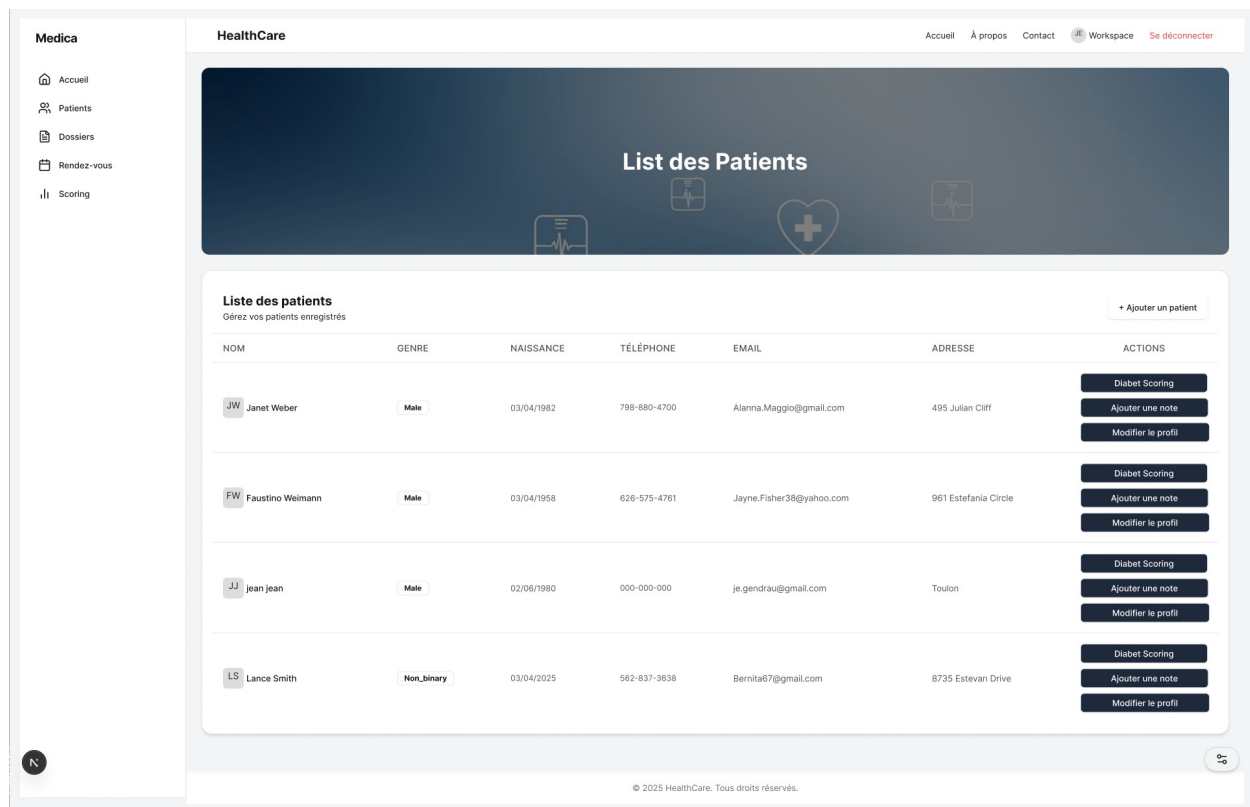 Medica
Accueil
Patients
Dossiers
Rendez-vous
Scoring
HealthCare
Accueil À propos Contact JE Workspace Se déconnecter
List des Patients
Liste des patients
Gérez vos patients enregistrés
+ Ajouter un patient
NOM GENRE NAISSANCE TÉLÉPHONE EMAIL ADRESSE ACTIONS
JW Janet Weber Male 03/04/1982 798-880-4700 Alanna.Maggio@gmail.com 495 Julian Cliff
Diabet Scoring
Ajouter une note
Modifier le profil
FW Faustino Weimann Male 03/04/1958 626-575-4761 Jayne.Fisher38@yahoo.com 961 Estefania Circle
Diabet Scoring
Ajouter une note
Modifier le profil
JJ jean jean Male 02/06/1980 000-000-000 je.gendrau@gmail.com Toulon
Diabet Scoring
Ajouter une note
Modifier le profil
LS Lance Smith Non_binary 03/04/2025 562-837-3638 Bernita67@gmail.com 8735 Estevan Drive
Diabet Scoring
Ajouter une note
Modifier le profil
N
© 2025 HealthCare. Tous droits réservés.